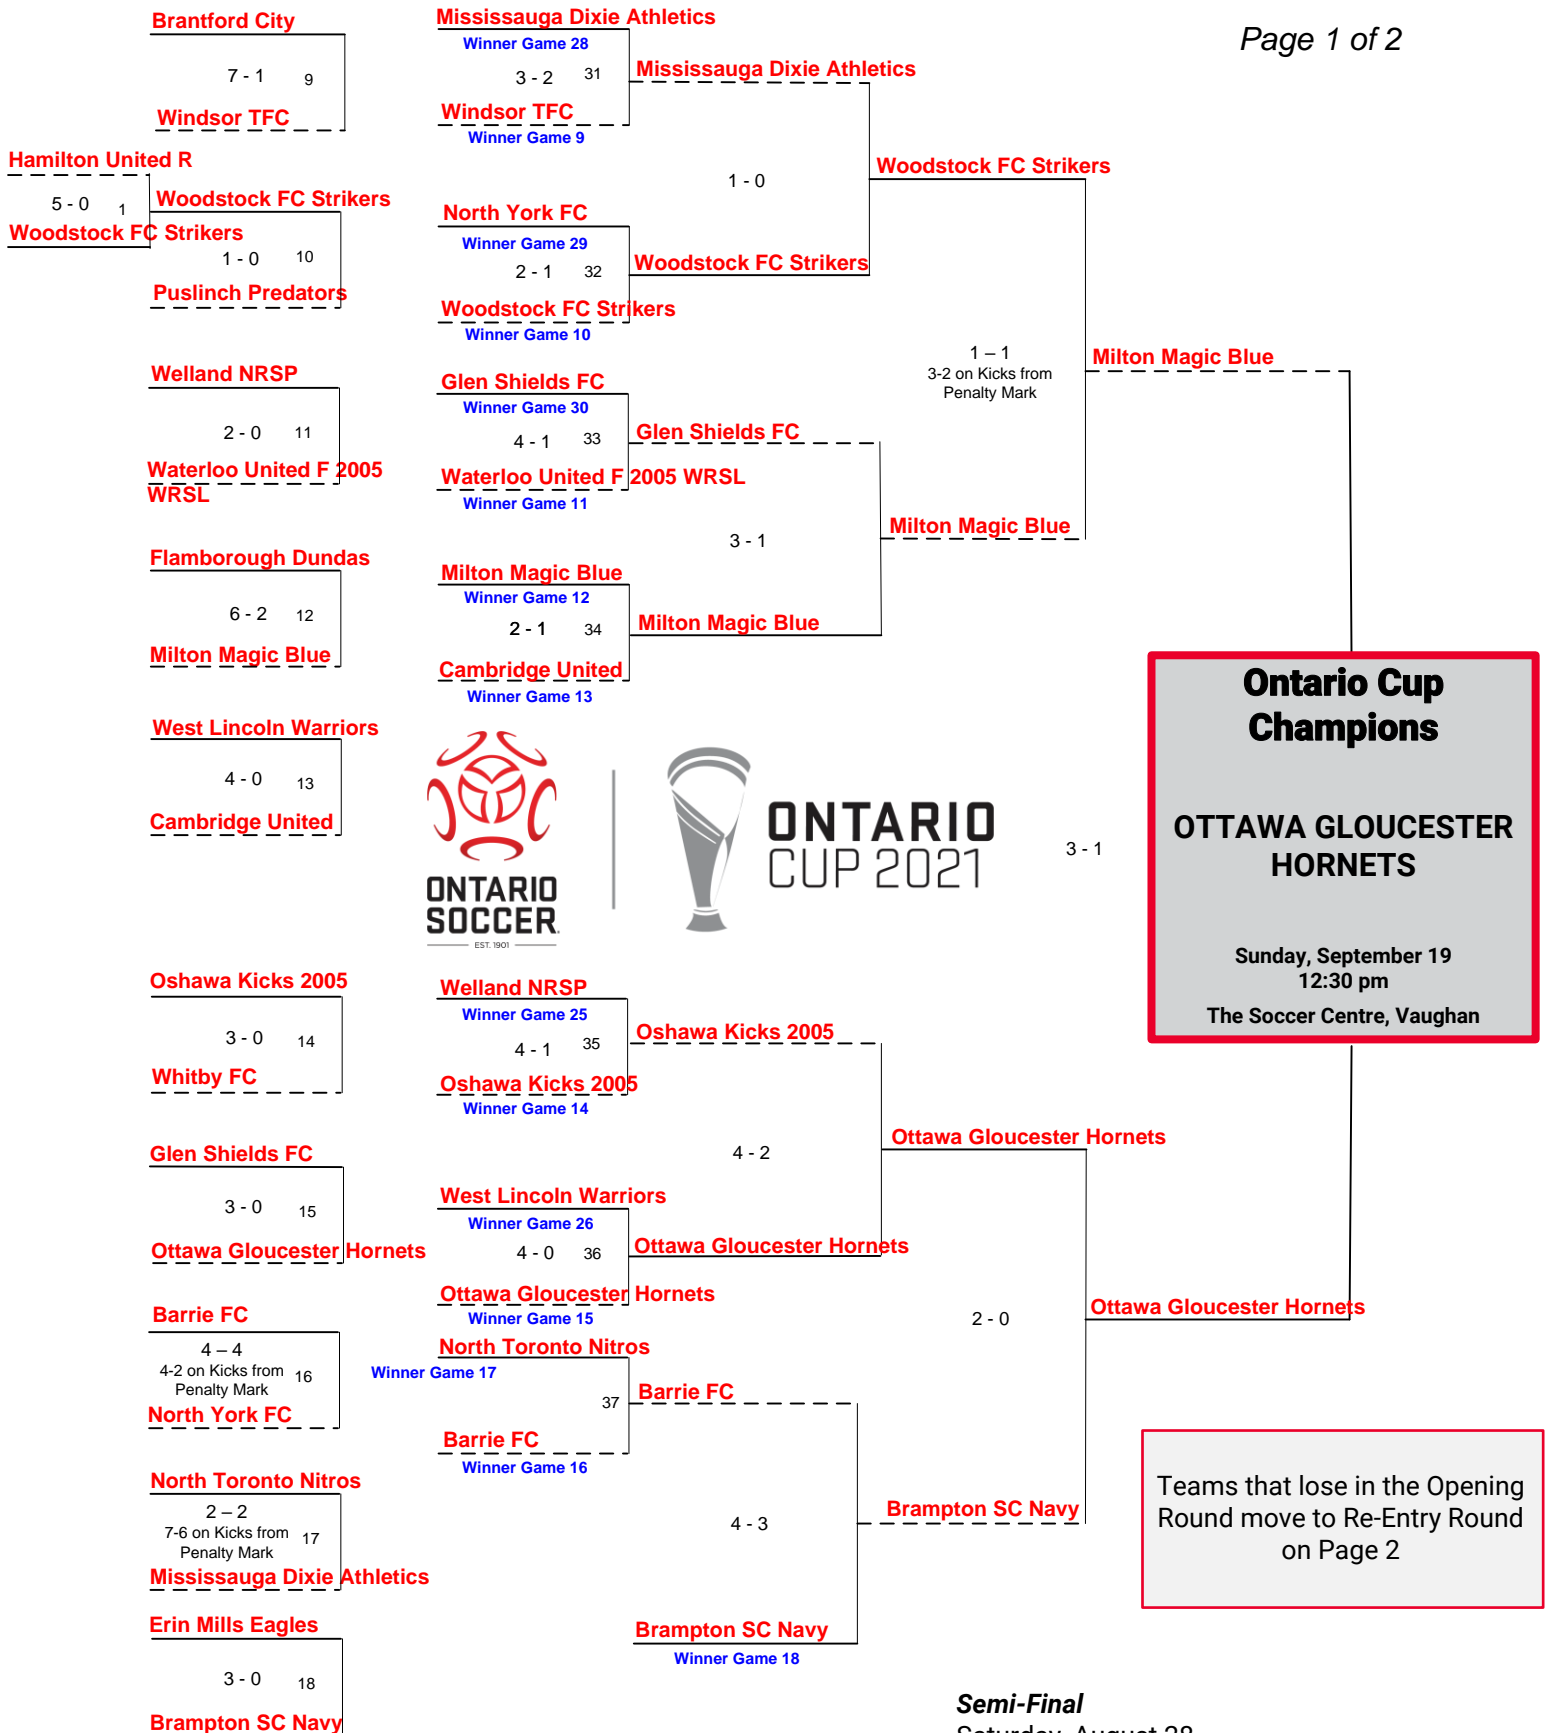 Page 1 of 2
Brantford City
7 - 1 9
Windsor TFC
Hamilton United R
5 - 0 1
Woodstock FC Strikers
Woodstock FC Strikers
1 - 0 10
Puslinch Predators
Welland NRSP
2 - 0 11
Waterloo United F 2005
WRSL
Flamborough Dundas
6 - 2 12
Milton Magic Blue
West Lincoln Warriors
4 - 0 13
Cambridge United
Mississauga Dixie Athletics
Winner Game 28
3 - 2 31
Windsor TFC
Winner Game 9
Mississauga Dixie Athletics
1 - 0
North York FC
Winner Game 29
2 - 1 32
Woodstock FC Strikers
Winner Game 10
Woodstock FC Strikers
Woodstock FC Strikers
Glen Shields FC
Winner Game 30
4 - 1 33
Waterloo United F 2005 WRSL
Winner Game 11
Glen Shields FC
3 - 1
Milton Magic Blue
Winner Game 12
2 - 1 34
Cambridge United
Winner Game 13
Milton Magic Blue
Milton Magic Blue
1 – 1
3-2 on Kicks from
Penalty Mark
Milton Magic Blue
ONTARIO
SOCCER
EST. 1901
ONTARIO
CUP 2021
3 - 1
Ontario Cup
Champions
OTTAWA GLOUCESTER
HORNETS
Sunday, September 19
12:30 pm
The Soccer Centre, Vaughan
Oshawa Kicks 2005
3 - 0 14
Whitby FC
Glen Shields FC
3 - 0 15
Ottawa Gloucester Hornets
Barrie FC
4 – 4
4-2 on Kicks from
Penalty Mark
16
North York FC
North Toronto Nitros
2 – 2
7-6 on Kicks from
Penalty Mark
17
Mississauga Dixie Athletics
Erin Mills Eagles
3 - 0 18
Brampton SC Navy
Welland NRSP
Winner Game 25
4 - 1 35
Oshawa Kicks 2005
Winner Game 14
Oshawa Kicks 2005
4 - 2
West Lincoln Warriors
Winner Game 26
4 - 0 36
Ottawa Gloucester Hornets
Winner Game 15
Ottawa Gloucester Hornets
Ottawa Gloucester Hornets
North Toronto Nitros
Winner Game 17
37
Barrie FC
Winner Game 16
Barrie FC
4 - 3
Brampton SC Navy
Winner Game 18
Brampton SC Navy
2 - 0
Ottawa Gloucester Hornets
Teams that lose in the Opening
Round move to Re-Entry Round
on Page 2
Semi-Final
Saturday, August 28